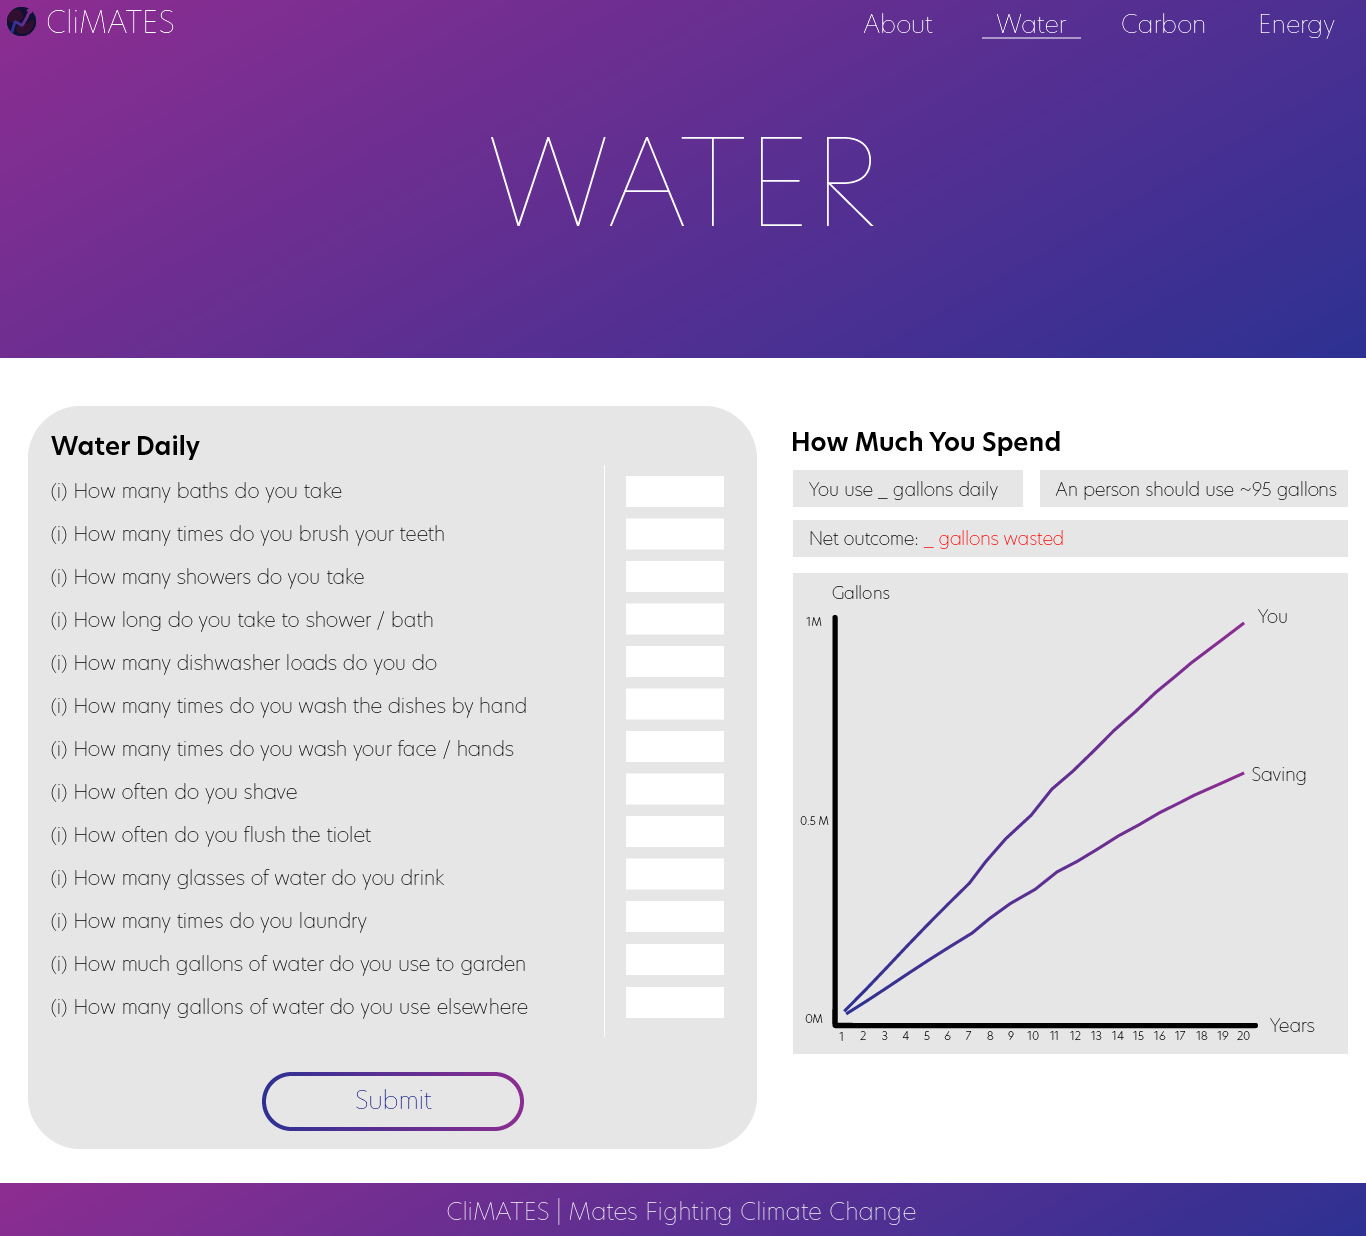 CliMATES
About
Water
Carbon
Energy
WATER
Water Daily
(i) How many baths do you take
(i) How many times do you brush your teeth
(i) How many showers do you take
(i) How long do you take to shower / bath
(i) How many dishwasher loads do you do
(i) How many times do you wash the dishes by hand
(i) How many times do you wash your face / hands
(i) How often do you shave
(i) How often do you flush the tiolet
(i) How many glasses of water do you drink
(i) How many times do you laundry
(i) How much gallons of water do you use to garden
(i) How many gallons of water do you use elsewhere
Submit
How Much You Spend
You use _ gallons daily
An person should use ~95 gallons
Net outcome: _ gallons wasted
Gallons
1M
You
Saving
0.5 M
0M
Years
1 2 3 4 5 6 7 8 9 10 11 12 13 14 15 16 17 18 19 20
CliMATES | Mates Fighting Climate Change